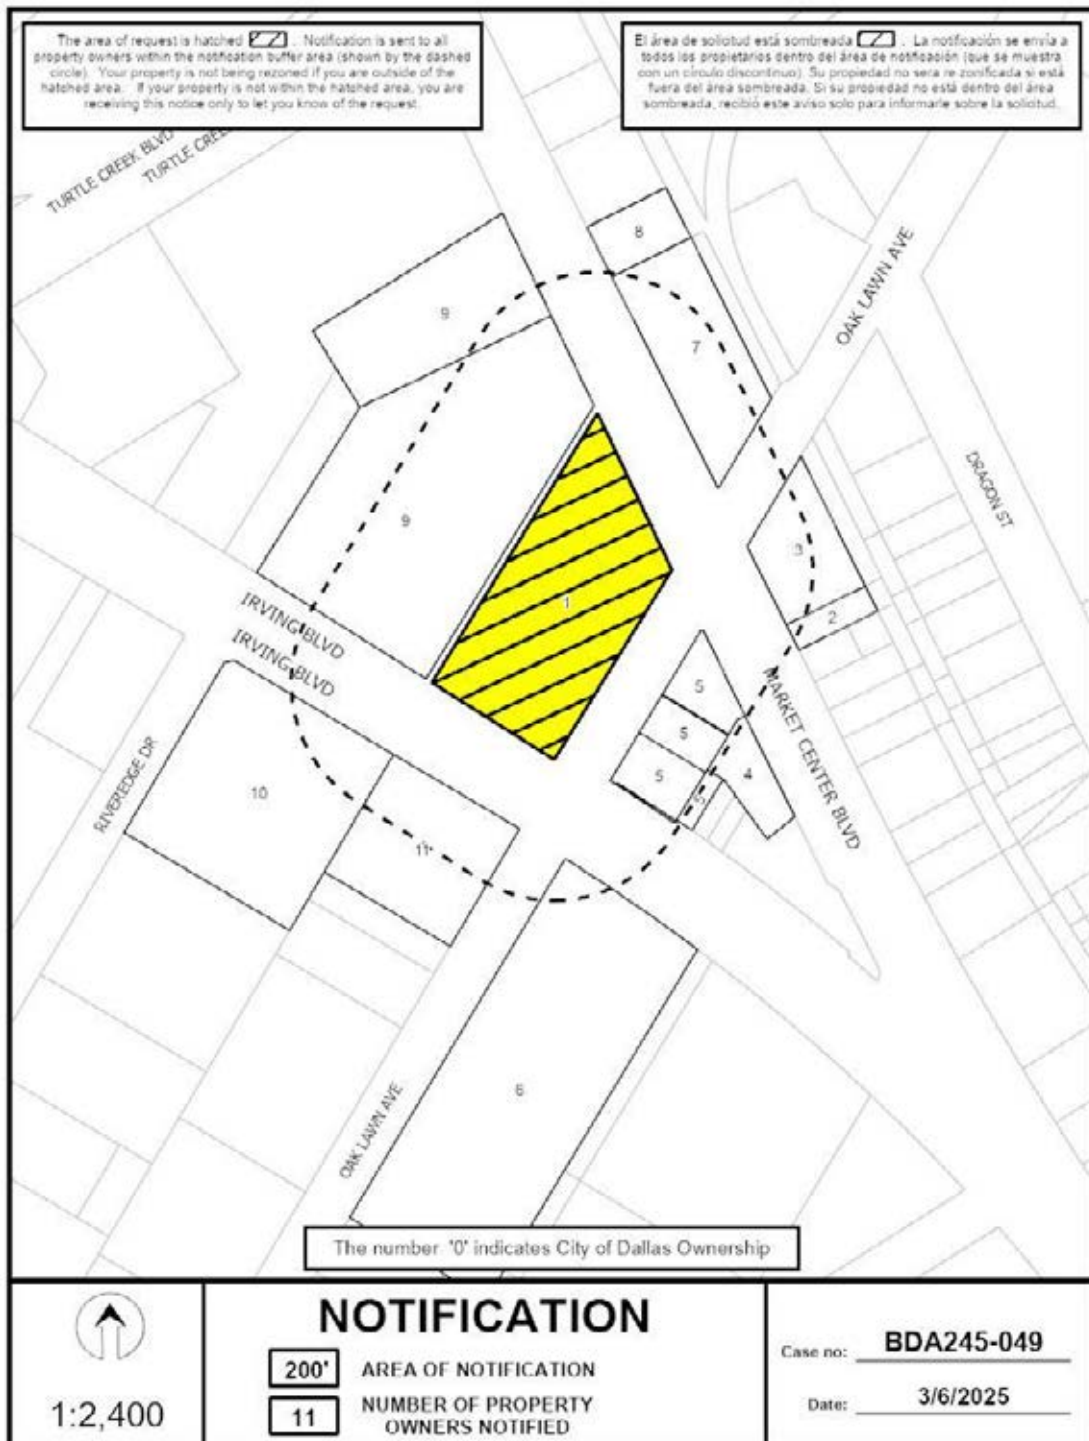 The area of request is hatched . Notification is sent to all
property owners within the notification buffer area (shown by the dashed
circle). Your property is not being rezoned if you are outside of the
hatched area. If your property is not within the hatched area, you are
receiving this notice only to let you know of the request.
El área de solicitud está sombreada . La notificación se envía a
todos los propietarios dentro del área de notificación (que se muestra
con un círculo discontinuo). Su propiedad no sera re zonificada si está
fuera del área sombreada. Si su propiedad no está dentro del área
sombreada, recibió este aviso solo para informarle sobre la solicitud.
TURTLE CREEK BLVD
TURTLE CREE
8
OAK LAWN AVE
9
7
DRAGON ST
9
3
1
2
IRVING BLVD
IRVING BLVD
5
MARKET CENTER BLVD
5
5
4
5
RIVEREDGE DR
10
11
6
OAK LAWN AVE
The number '0' indicates City of Dallas Ownership
1:2,400
NOTIFICATION
200' AREA OF NOTIFICATION
11 NUMBER OF PROPERTY
OWNERS NOTIFIED
Case no: BDA245-049
Date: 3/6/2025